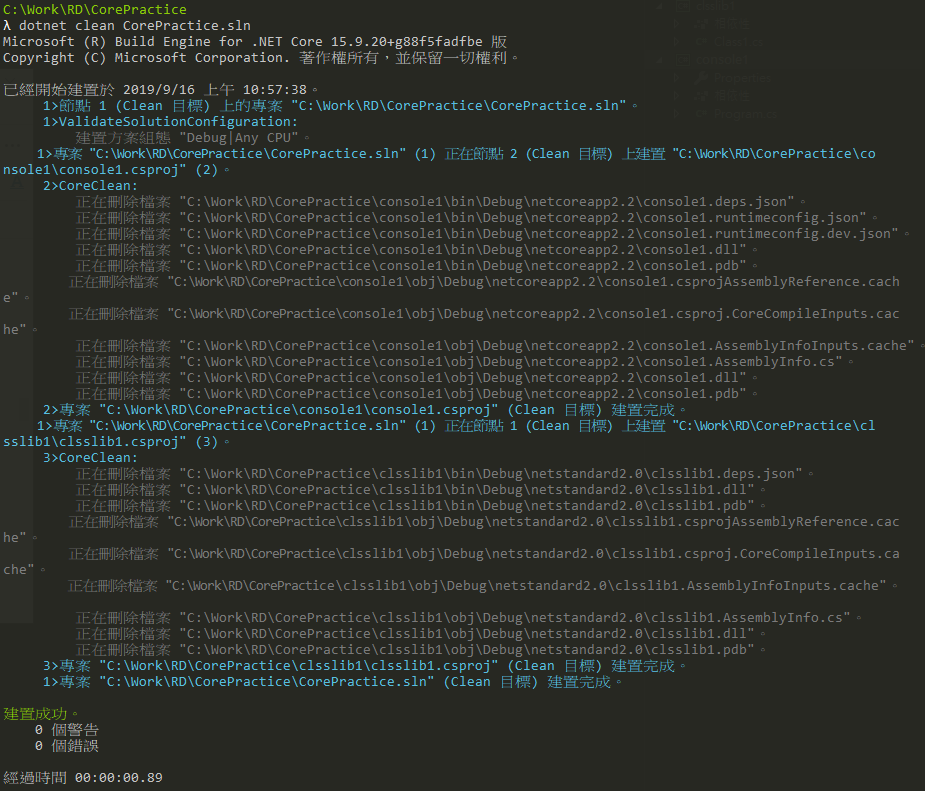 C:\Work\RD\CorePractice
λ dotnet clean CorePractice.sln
Microsoft (R) Build Engine for .NET Core 15.9.20+g88f5fadfbe 版
Copyright (C) Microsoft Corporation. 著作權所有，並保留一切權利。
已經開始建置於 2019/9/16 上午 10:57:38。
1>節點 1 (Clean 目標) 上的專案 "C:\Work\RD\CorePractice\CorePractice.sln"。
1>ValidateSolutionConfiguration:
建置方案組態 "Debug|Any CPU"。
1>專案 "C:\Work\RD\CorePractice\CorePractice.sln" (1) 正在節點 2 (Clean 目標) 上建置 "C:\Work\RD\CorePractice\co
nsole1\console1.csproj" (2)。
2>CoreClean:
正在刪除檔案 "C:\Work\RD\CorePractice\console1\bin\Debug\netcoreapp2.2\console1.deps.json"。
正在刪除檔案 "C:\Work\RD\CorePractice\console1\bin\Debug\netcoreapp2.2\console1.runtimeconfig.json"。
正在刪除檔案 "C:\Work\RD\CorePractice\console1\bin\Debug\netcoreapp2.2\console1.runtimeconfig.dev.json"。
正在刪除檔案 "C:\Work\RD\CorePractice\console1\bin\Debug\netcoreapp2.2\console1.dll"。
正在刪除檔案 "C:\Work\RD\CorePractice\console1\bin\Debug\netcoreapp2.2\console1.pdb"。
正在刪除檔案 "C:\Work\RD\CorePractice\console1\obj\Debug\netcoreapp2.2\console1.csprojAssemblyReference.cach
e"。
正在刪除檔案 "C:\Work\RD\CorePractice\console1\obj\Debug\netcoreapp2.2\console1.csproj.CoreCompileInputs.cac
he"。
正在刪除檔案 "C:\Work\RD\CorePractice\console1\obj\Debug\netcoreapp2.2\console1.AssemblyInfoInputs.cache"。
正在刪除檔案 "C:\Work\RD\CorePractice\console1\obj\Debug\netcoreapp2.2\console1.AssemblyInfo.cs"。
正在刪除檔案 "C:\Work\RD\CorePractice\console1\obj\Debug\netcoreapp2.2\console1.dll"。
正在刪除檔案 "C:\Work\RD\CorePractice\console1\obj\Debug\netcoreapp2.2\console1.pdb"。
2>專案 "C:\Work\RD\CorePractice\console1\console1.csproj" (Clean 目標) 建置完成。
1>專案 "C:\Work\RD\CorePractice\CorePractice.sln" (1) 正在節點 1 (Clean 目標) 上建置 "C:\Work\RD\CorePractice\cl
sslib1\clsslib1.csproj" (3)。
3>CoreClean:
正在刪除檔案 "C:\Work\RD\CorePractice\clsslib1\bin\Debug\netstandard2.0\clsslib1.deps.json"。
正在刪除檔案 "C:\Work\RD\CorePractice\clsslib1\bin\Debug\netstandard2.0\clsslib1.dll"。
正在刪除檔案 "C:\Work\RD\CorePractice\clsslib1\bin\Debug\netstandard2.0\clsslib1.pdb"。
正在刪除檔案 "C:\Work\RD\CorePractice\clsslib1\obj\Debug\netstandard2.0\clsslib1.csprojAssemblyReference.cac
he"。
正在刪除檔案 "C:\Work\RD\CorePractice\clsslib1\obj\Debug\netstandard2.0\clsslib1.csproj.CoreCompileInputs.ca
che"。
正在刪除檔案 "C:\Work\RD\CorePractice\clsslib1\obj\Debug\netstandard2.0\clsslib1.AssemblyInfoInputs.cache"。
正在刪除檔案 "C:\Work\RD\CorePractice\clsslib1\obj\Debug\netstandard2.0\clsslib1.AssemblyInfo.cs"。
正在刪除檔案 "C:\Work\RD\CorePractice\clsslib1\obj\Debug\netstandard2.0\clsslib1.dll"。
正在刪除檔案 "C:\Work\RD\CorePractice\clsslib1\obj\Debug\netstandard2.0\clsslib1.pdb"。
3>專案 "C:\Work\RD\CorePractice\clsslib1\clsslib1.csproj" (Clean 目標) 建置完成。
1>專案 "C:\Work\RD\CorePractice\CorePractice.sln" (Clean 目標) 建置完成。
建置成功。
0 個警告
0 個錯誤
經過時間 00:00:00.89